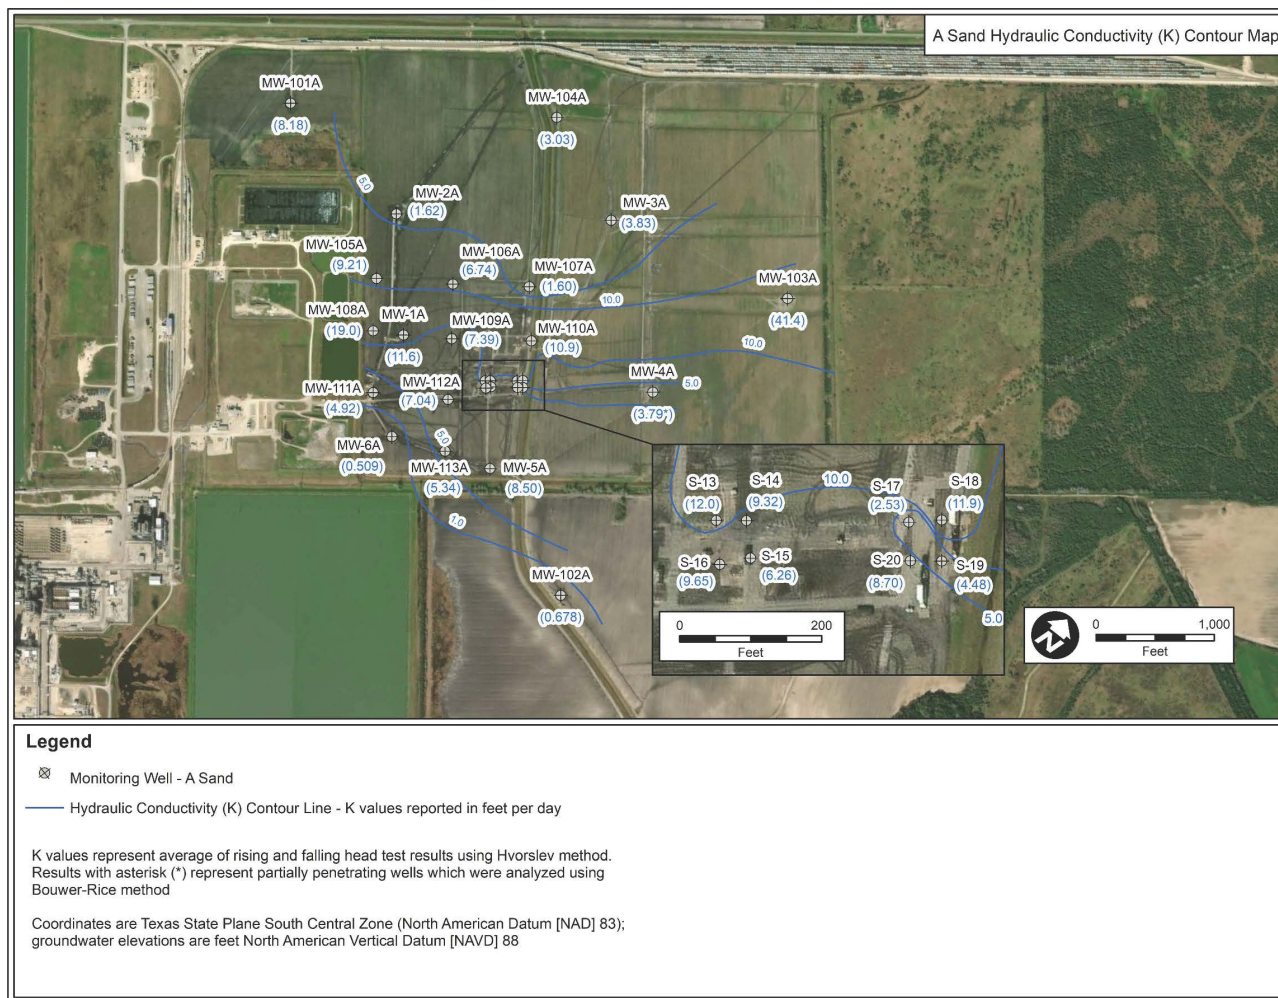 A Sand Hydraulic Conductivity (K) Contour Map
MW-101A
(8.18)
MW-104A
(3.03)
5.0
MW-2A
(1.62)
MW-3A
(3.83)
MW-105A
(9.21)
MW-106A
(6.74)
MW-107A
(1.60)
MW-103A
(41.4)
10.0
MW-108A
(19.0)
MW-1A
(11.6)
MW-109A
(7.39)
MW-110A
(10.9)
10.0
MW-4A
(3.79*)
5.0
MW-111A
(4.92)
MW-112A
(7.04)
MW-6A
(0.509)
5.0
MW-113A
(5.34)
MW-5A
(8.50)
1.0
MW-102A
(0.678)
S-13
(12.0)
S-14
(9.32)
10.0
S-17
(2.53)
S-18
(11.9)
S-16
(9.65)
S-15
(6.26)
S-20
(8.70)
S-19
(4.48)
5.0
0 200
Feet
N
0 1,000
Feet
Legend
Monitoring Well - A Sand
Hydraulic Conductivity (K) Contour Line - K values reported in feet per day
K values represent average of rising and falling head test results using Hvorslev method.
Results with asterisk (*) represent partially penetrating wells which were analyzed using
Bouwer-Rice method
Coordinates are Texas State Plane South Central Zone (North American Datum [NAD] 83);
groundwater elevations are feet North American Vertical Datum [NAVD] 88